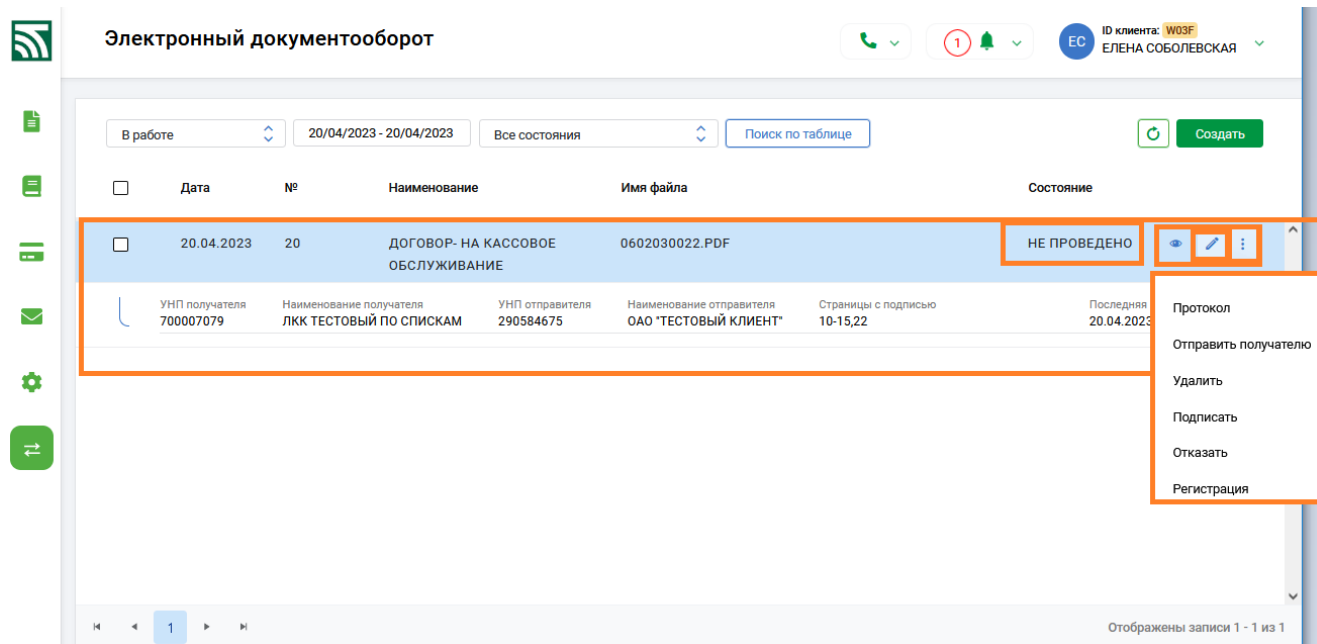 Электронный документооборот
1
ЕС
ID клиента: W03F
ЕЛЕНА СОБОЛЕВСКАЯ
В работе
20/04/2023 - 20/04/2023
Все состояния
Поиск по таблице
Создать
Дата № Наименование Имя файла Состояние
20.04.2023 20 ДОГОВОР- НА КАССОВОЕ 0602030022.PDF НЕ ПРОВЕДЕНО
ОБСЛУЖИВАНИЕ
УНП получателя Наименование получателя УНП отправителя Наименование отправителя Страницы с подписью Последняя
700007079 ЛКК ТЕСТОВЫЙ ПО СПИСКАМ 290584675 ОАО "ТЕСТОВЫЙ КЛИЕНТ" 10-15,22 20.04.2023
Протокол
Отправить получателю
Удалить
Подписать
Отказать
Регистрация
1
Отображены записи 1 - 1 из 1